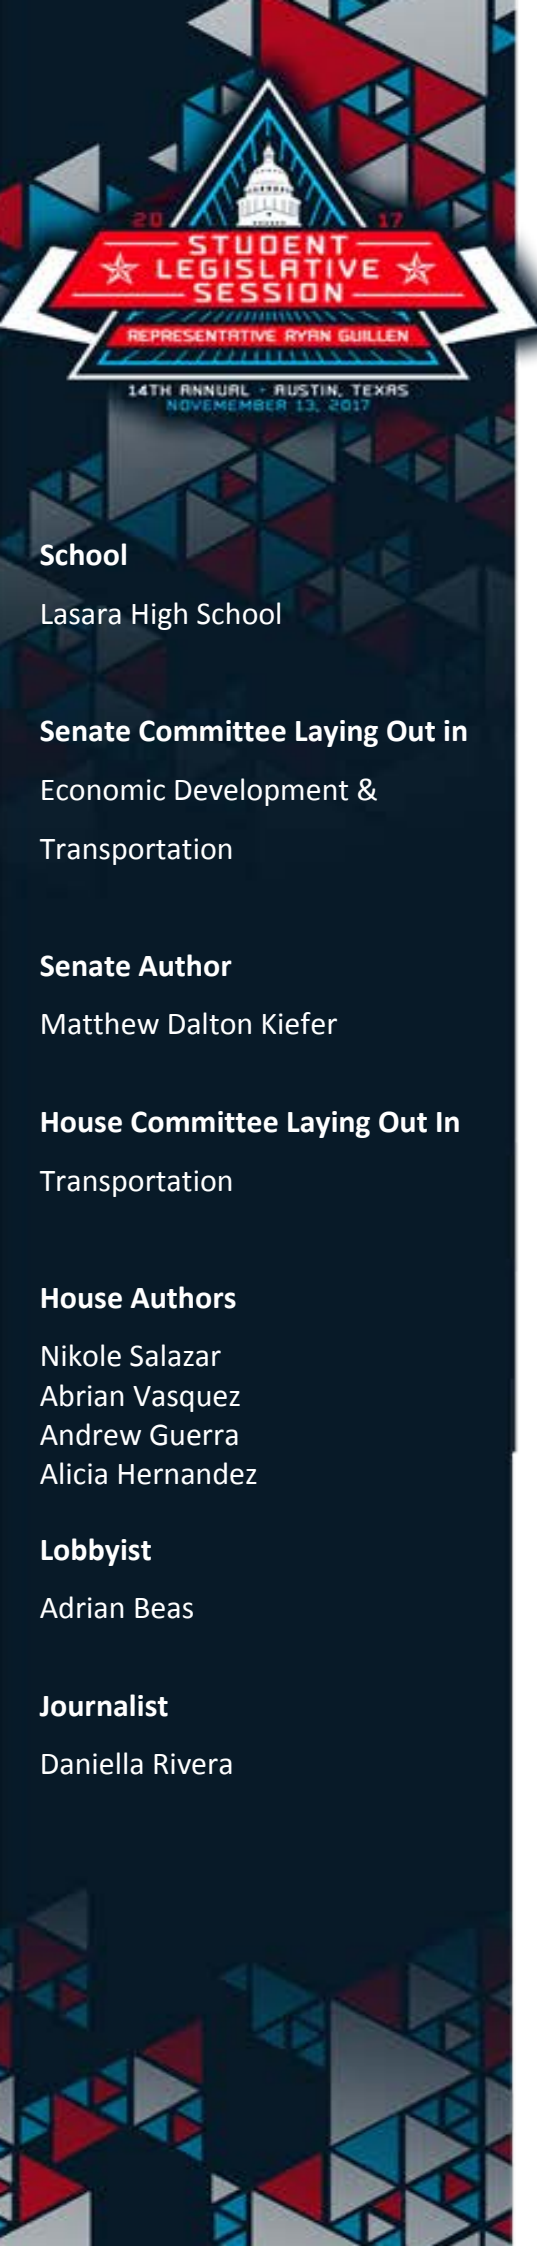 20 17
STUDENT
LEGISLATIVE
SESSION
REPRESENTATIVE RYAN GUILLEN
14TH ANNUAL - AUSTIN, TEXAS
NOVEMEMBER 13, 2017
School
Lasara High School
Senate Committee Laying Out in
Economic Development &
Transportation
Senate Author
Matthew Dalton Kiefer
House Committee Laying Out In
Transportation
House Authors
Nikole Salazar
Abrian Vasquez
Andrew Guerra
Alicia Hernandez
Lobbyist
Adrian Beas
Journalist
Daniella Rivera